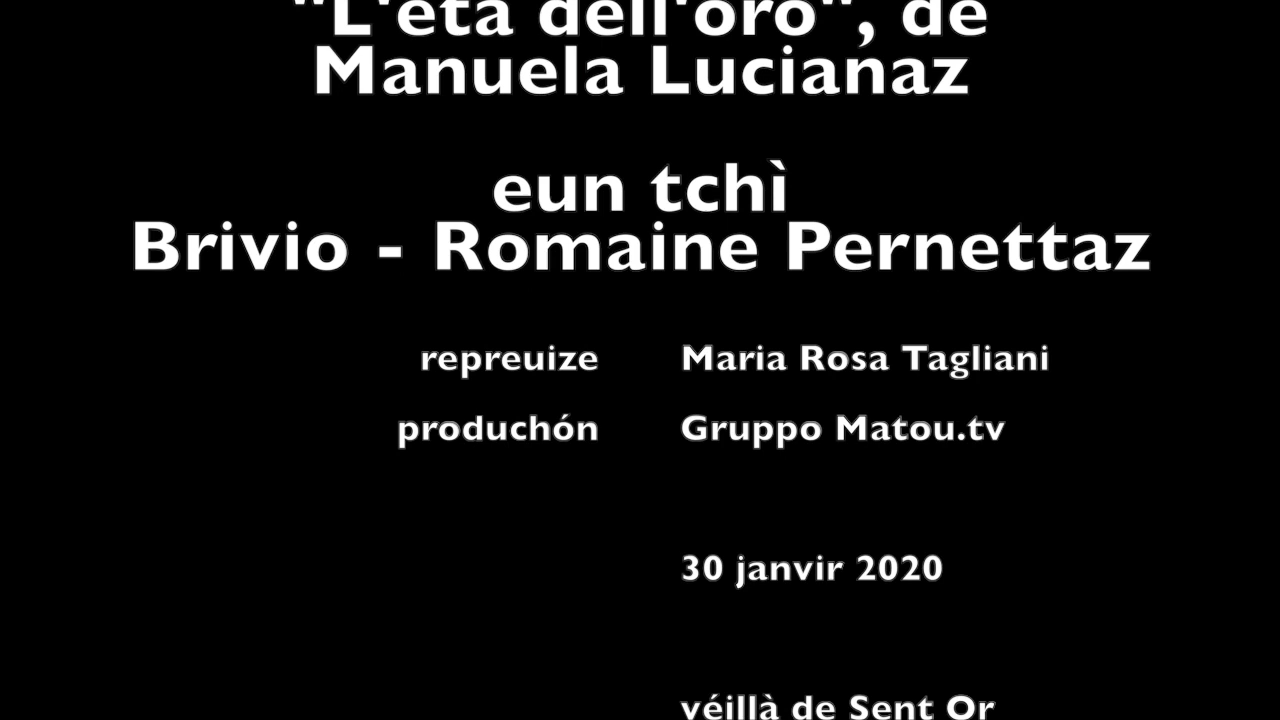 "L'età dell'oro", de
Manuela Lucianaz
eun tchì
Brivio - Romaine Pernettaz
repreuize Maria Rosa Tagliani
produchón Gruppo Matou.tv
30 janvir 2020
véillà de Sent Or